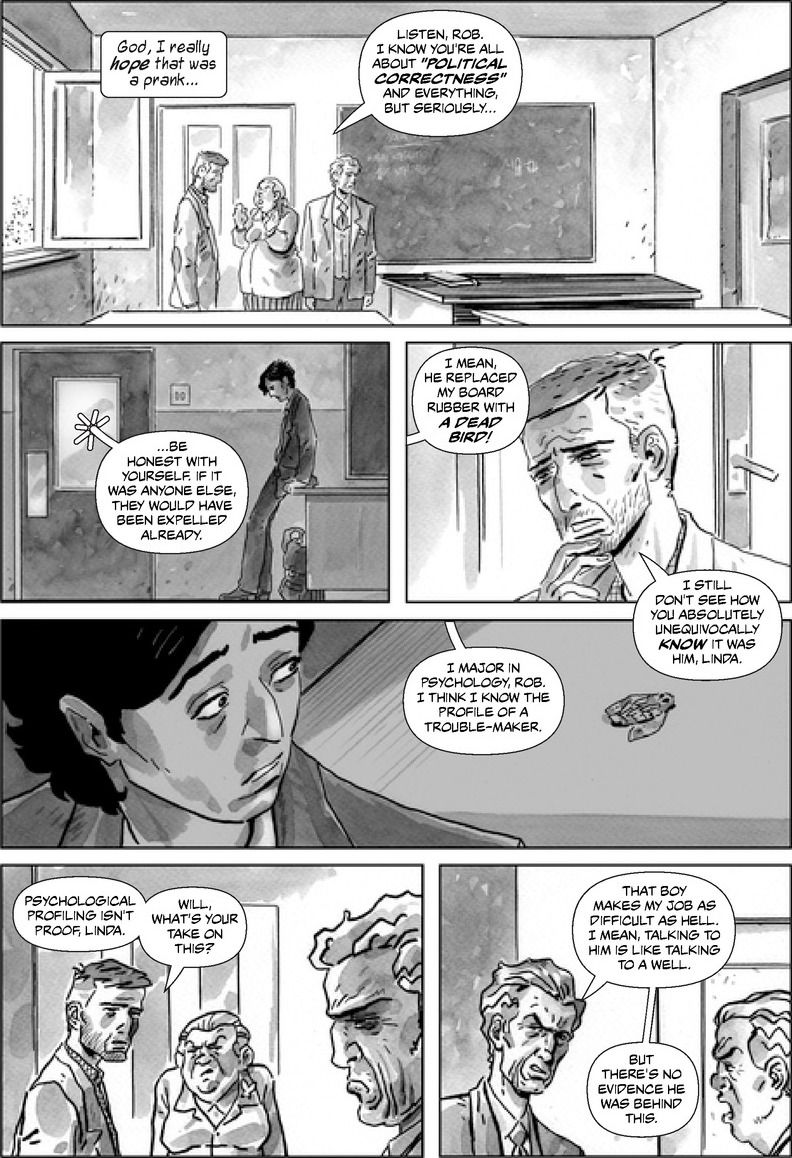 God, I really
hope that was
a prank...
LISTEN, ROB.
I KNOW YOU'RE ALL
ABOUT "POLITICAL
CORRECTNESS"
AND EVERYTHING,
BUT SERIOUSLY...
...BE
HONEST WITH
YOURSELF. IF IT
WAS ANYONE ELSE,
THEY WOULD HAVE
BEEN EXPELLED
ALREADY.
I MEAN,
HE REPLACED
MY BOARD
RUBBER WITH
A DEAD
BIRD!
I STILL
DON'T SEE HOW
YOU ABSOLUTELY
UNEQUIVOCALLY
KNOW IT WAS
HIM, LINDA.
I MAJOR IN
PSYCHOLOGY, ROB.
I THINK I KNOW THE
PROFILE OF A
TROUBLE-MAKER.
PSYCHOLOGICAL
PROFILING ISN'T
PROOF, LINDA.
WILL,
WHAT'S YOUR
TAKE ON
THIS?
THAT BOY
MAKES MY JOB AS
DIFFICULT AS HELL.
I MEAN, TALKING TO
HIM IS LIKE TALKING
TO A WELL.
BUT
THERE'S NO
EVIDENCE HE
WAS BEHIND
THIS.